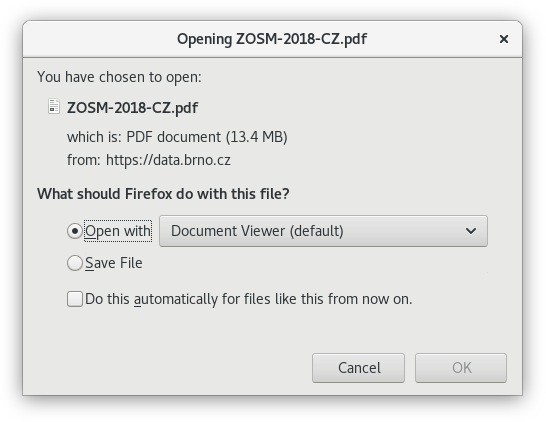 Opening ZOSM-2018-CZ.pdf ×
You have chosen to open:
ZOSM-2018-CZ.pdf
which is: PDF document (13.4 MB)
from: https://data.brno.cz
What should Firefox do with this file?
Open with Document Viewer (default)
Save File
Do this automatically for files like this from now on.
Cancel OK